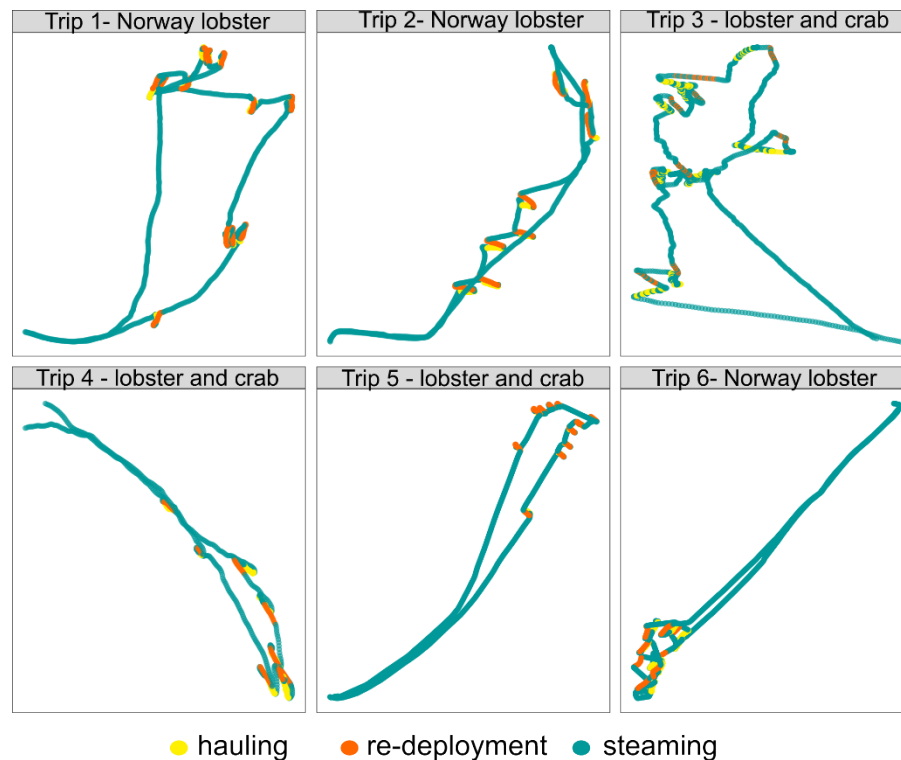 Trip 1- Norway lobster
Trip 2- Norway lobster
Trip 3 - lobster and crab
Trip 4 - lobster and crab
Trip 5 - lobster and crab
Trip 6- Norway lobster
hauling re-deployment steaming